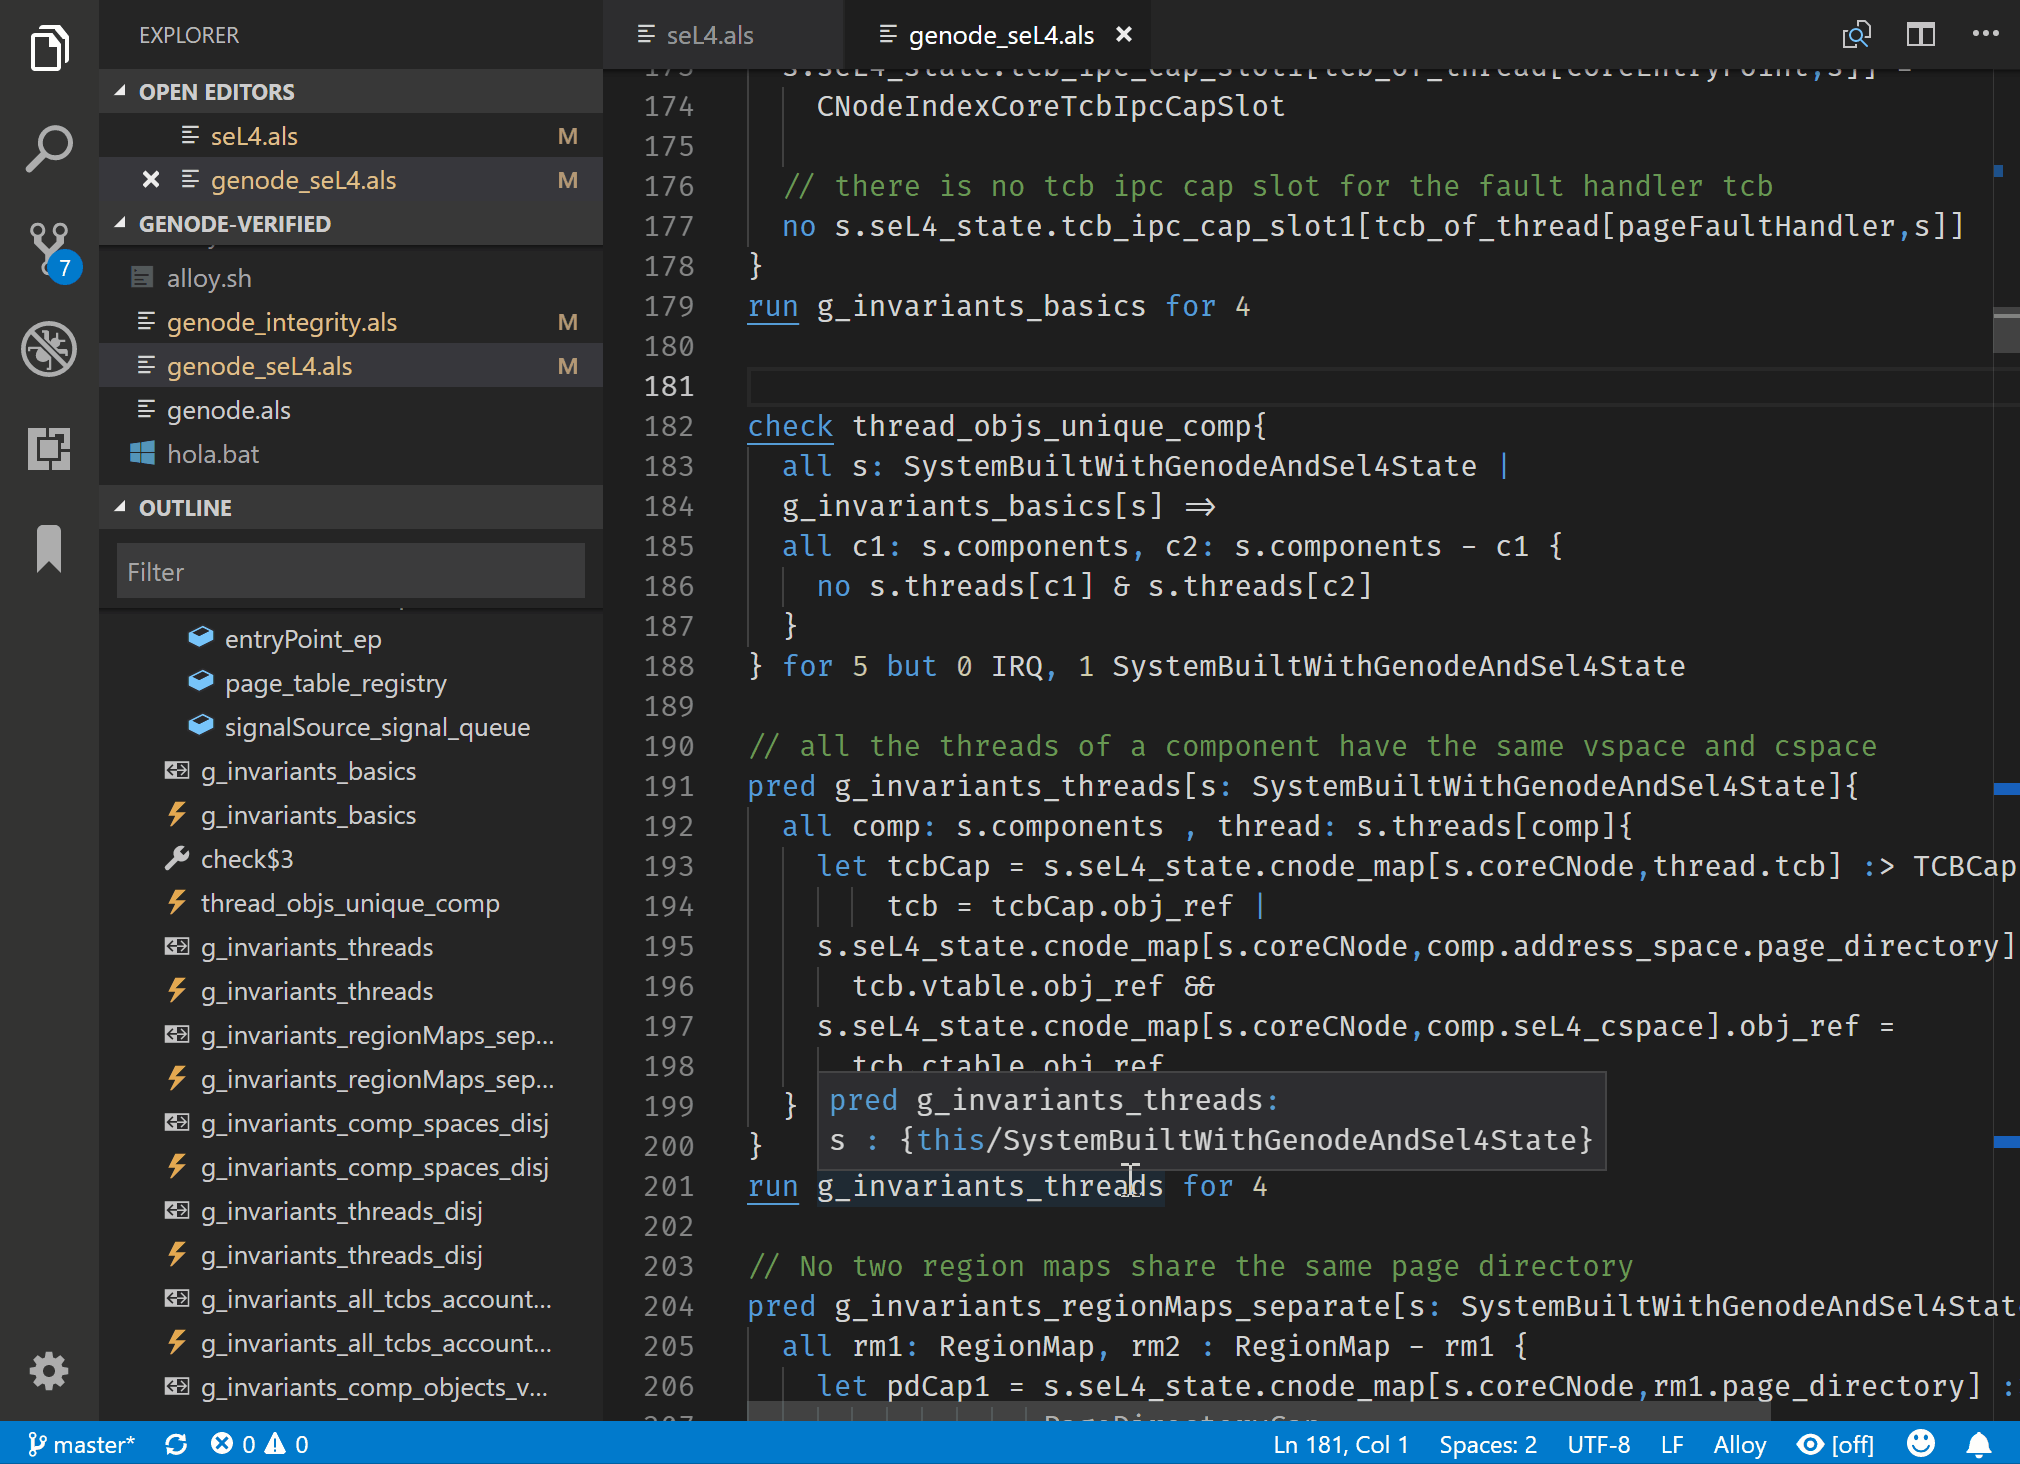 EXPLORER
OPEN EDITORS
seL4.als M
genode_seL4.als M
GENODE-VERIFIED
alloy.sh
genode_integrity.als M
genode_seL4.als M
genode.als
hola.bat
OUTLINE
Filter
entryPoint_ep
page_table_registry
signalSource_signal_queue
g_invariants_basics
g_invariants_basics
check$3
thread_objs_unique_comp
g_invariants_threads
g_invariants_threads
g_invariants_regionMaps_sep...
g_invariants_regionMaps_sep...
g_invariants_comp_spaces_disj
g_invariants_comp_spaces_disj
g_invariants_threads_disj
g_invariants_threads_disj
g_invariants_all_tcbs_account...
g_invariants_all_tcbs_account...
g_invariants_comp_objects_v...
7
seL4.als genode_seL4.als
173 s.seL4_state.tcb_ipc_cap_slot1[tcb_of_thread[coreEntryPoint,s]] =
174 CNodeIndexCoreTcbIpcCapSlot
175
176 // there is no tcb ipc cap slot for the fault handler tcb
177 no s.seL4_state.tcb_ipc_cap_slot1[tcb_of_thread[pageFaultHandler,s]]
178 }
179 run g_invariants_basics for 4
180
181
182 check thread_objs_unique_comp{
183 all s: SystemBuiltWithGenodeAndSel4State |
184 g_invariants_basics[s] =>
185 all c1: s.components, c2: s.components - c1 {
186 no s.threads[c1] & s.threads[c2]
187 }
188 } for 5 but 0 IRQ, 1 SystemBuiltWithGenodeAndSel4State
189
190 // all the threads of a component have the same vspace and cspace
191 pred g_invariants_threads[s: SystemBuiltWithGenodeAndSel4State]{
192 all comp: s.components , thread: s.threads[comp]{
193 let tcbCap = s.seL4_state.cnode_map[s.coreCNode,thread.tcb] :> TCBCap
194 tcb = tcbCap.obj_ref |
195 s.seL4_state.cnode_map[s.coreCNode,comp.address_space.page_directory]
196 tcb.vtable.obj_ref &&
197 s.seL4_state.cnode_map[s.coreCNode,comp.seL4_cspace].obj_ref =
198 tcb.ctable.obj_ref
199 }
pred g_invariants_threads:
s : {this/SystemBuiltWithGenodeAndSel4State}
200 }
201 run g_invariants_threads for 4
202
203 // No two region maps share the same page directory
204 pred g_invariants_regionMaps_separate[s: SystemBuiltWithGenodeAndSel4Stat
205 all rm1: RegionMap, rm2 : RegionMap - rm1 {
206 let pdCap1 = s.seL4_state.cnode_map[s.coreCNode,rm1.page_directory] :
207 PageDirectoryCap
master* 0 0 Ln 181, Col 1 Spaces: 2 UTF-8 LF Alloy [off]